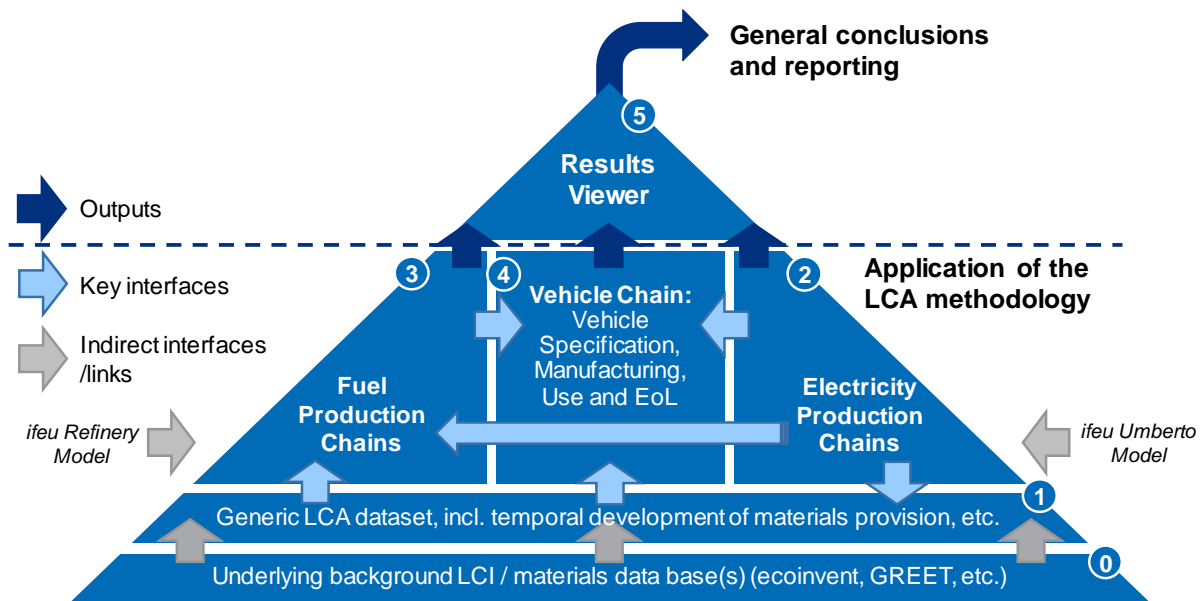 General conclusions
and reporting
5
Results
Viewer
Outputs
3
4
2
Application of the
LCA methodology
Key interfaces
Vehicle Chain:
Vehicle
Specification,
Manufacturing,
Use and EoL
Indirect interfaces
/links
Fuel
Production
Chains
Electricity
Production
Chains
ifeu Refinery
Model
ifeu Umberto
Model
1
Generic LCA dataset, incl. temporal development of materials provision, etc.
0
Underlying background LCI / materials data base(s) (ecoinvent, GREET, etc.)